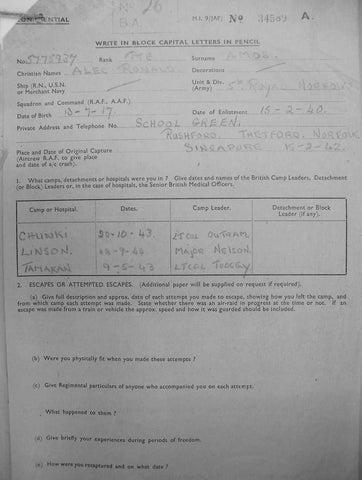 CONFIDENTIAL
No 16
B.A.
M.I. 9/JAP/ No 34589 A.
WRITE IN BLOCK CAPITAL LETTERS IN PENCIL
No. 5775737 Rank PTE Surname AMOS.
Christian Names ALEC RONALD. Decorations
Ship (R.N., U.S.N. or Merchant Navy Unit & Div. (Army) 5th ROYAL NORFOLK
Squadron and Command (R.A.F., A.A.F.)
Date of Birth 13-7-17. Date of Enlistment 15-2-40.
Private Address and Telephone No. SCHOOL GREEN,
RUSHFORD, THETFORD, NORFOLK
Place and Date of Original Capture SINGAPORE 15-2-42.
(Aircrew R.A.F. to give place
and date of a/c crash).
1. What camps, detachments or hospitals were you in ? Give dates and names of the British Camp Leaders, Detachment
(or Block) Leaders or, in the case of hospitals, the Senior British Medical Officers.
Camp or Hospital. Dates. Camp Leader. Detachment or Block Leader (if any).
CHUNKI 20-10-43. LTCOL OUTRAM
LINSON. -9-44. MAJOR NELSON.
TAMAKAN 9-5-43 LTCOL TOOSEY
2. ESCAPES OR ATTEMPTED ESCAPES. (Additional paper will be supplied on request if required).
(a) Give full description and approx. date of each attempt you made to escape, showing how you left the camp, and
from which camp each attempt was made. State whether there was an air-raid in progress at the time or not. If an
escape was made from a train or vehicle the approx. speed and how it was guarded should be included.
(b) Were you physically fit when you made these attempts ?
(c) Give Regimental particulars of anyone who accompanied you on each attempt.
What happened to them ?
(d) Give briefly your experiences during periods of freedom.
(e) How were you recaptured and on what date ?